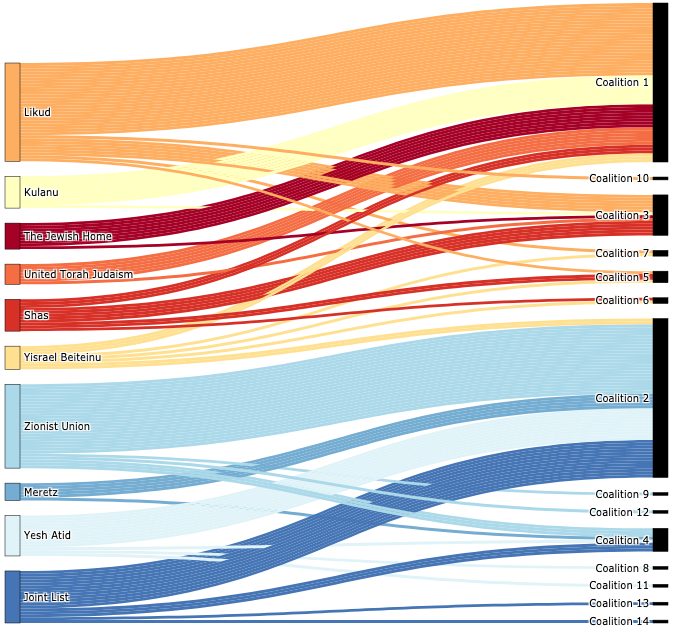 Likud
Kulanu
The Jewish Home
United Torah Judaism
Shas
Yisrael Beiteinu
Zionist Union
Meretz
Yesh Atid
Joint List
Coalition 1
Coalition 10
Coalition 3
Coalition 7
Coalition 5
Coalition 6
Coalition 2
Coalition 9
Coalition 12
Coalition 4
Coalition 8
Coalition 11
Coalition 13
Coalition 14